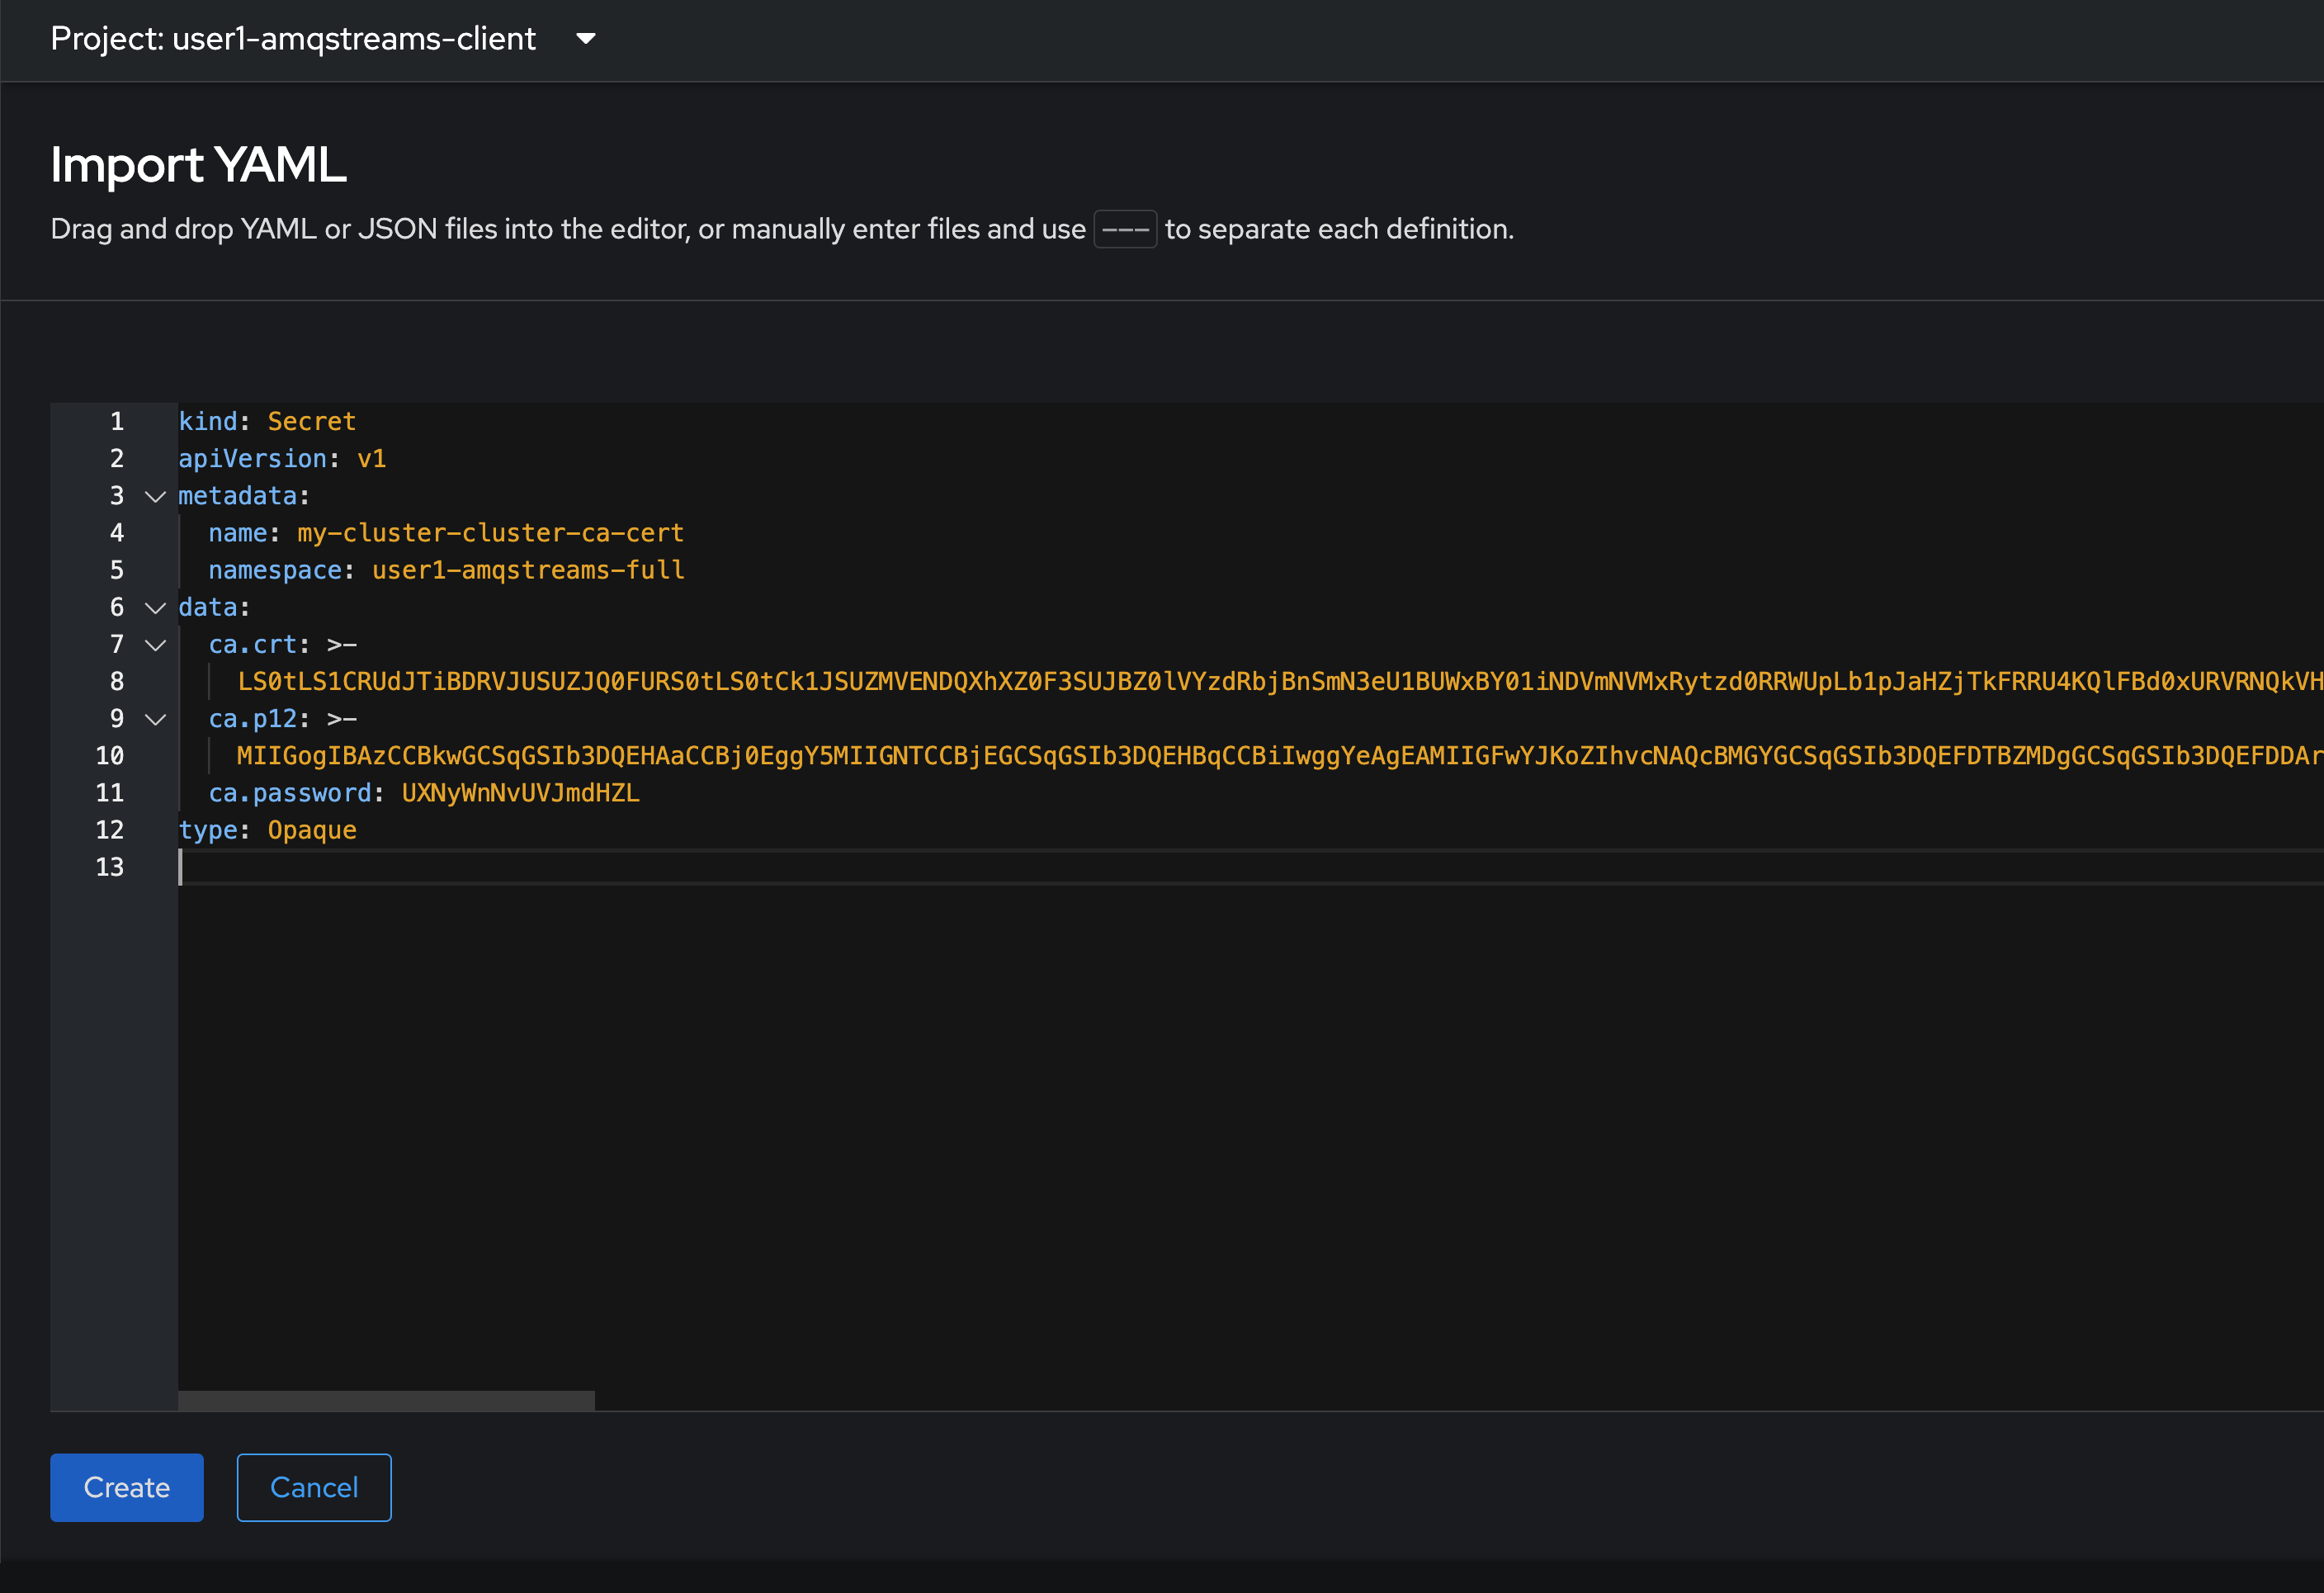 Project: user1-amqstreams-client
Import YAML
Drag and drop YAML or JSON files into the editor, or manually enter files and use --- to separate each definition.
1 kind: Secret
2 apiVersion: v1
3 metadata:
4 name: my-cluster-cluster-ca-cert
5 namespace: user1-amqstreams-full
6 data:
7 ca.crt: >-
8 LS0tLS1CRUdJTiBDRVJUSUZJQ0FURS0tLS0tCk1JSUZMVENDQXhXZ0F3SUJBZ0lVYzdRbjBnSmN3eU1BUWxBY01iNDVmNVMxRytzd0RRWUpLb1pJaHZjTkFRRU4KQlFBd0xURVRNQkVH
9 ca.p12: >-
10 MIIGogIBAzCCBkwGCSqGSIb3DQEHAaCCBj0EggY5MIIGNTCCBjEGCSqGSIb3DQEHBqCCBiIwggYeAgEAMIIGFwYJKoZIhvcNAQcBMGYGCSqGSIb3DQEFDTBZMDgGCSqGSIb3DQEFDDAr
11 ca.password: UXNyWnNvUVJmdHZL
12 type: Opaque
13
Create Cancel